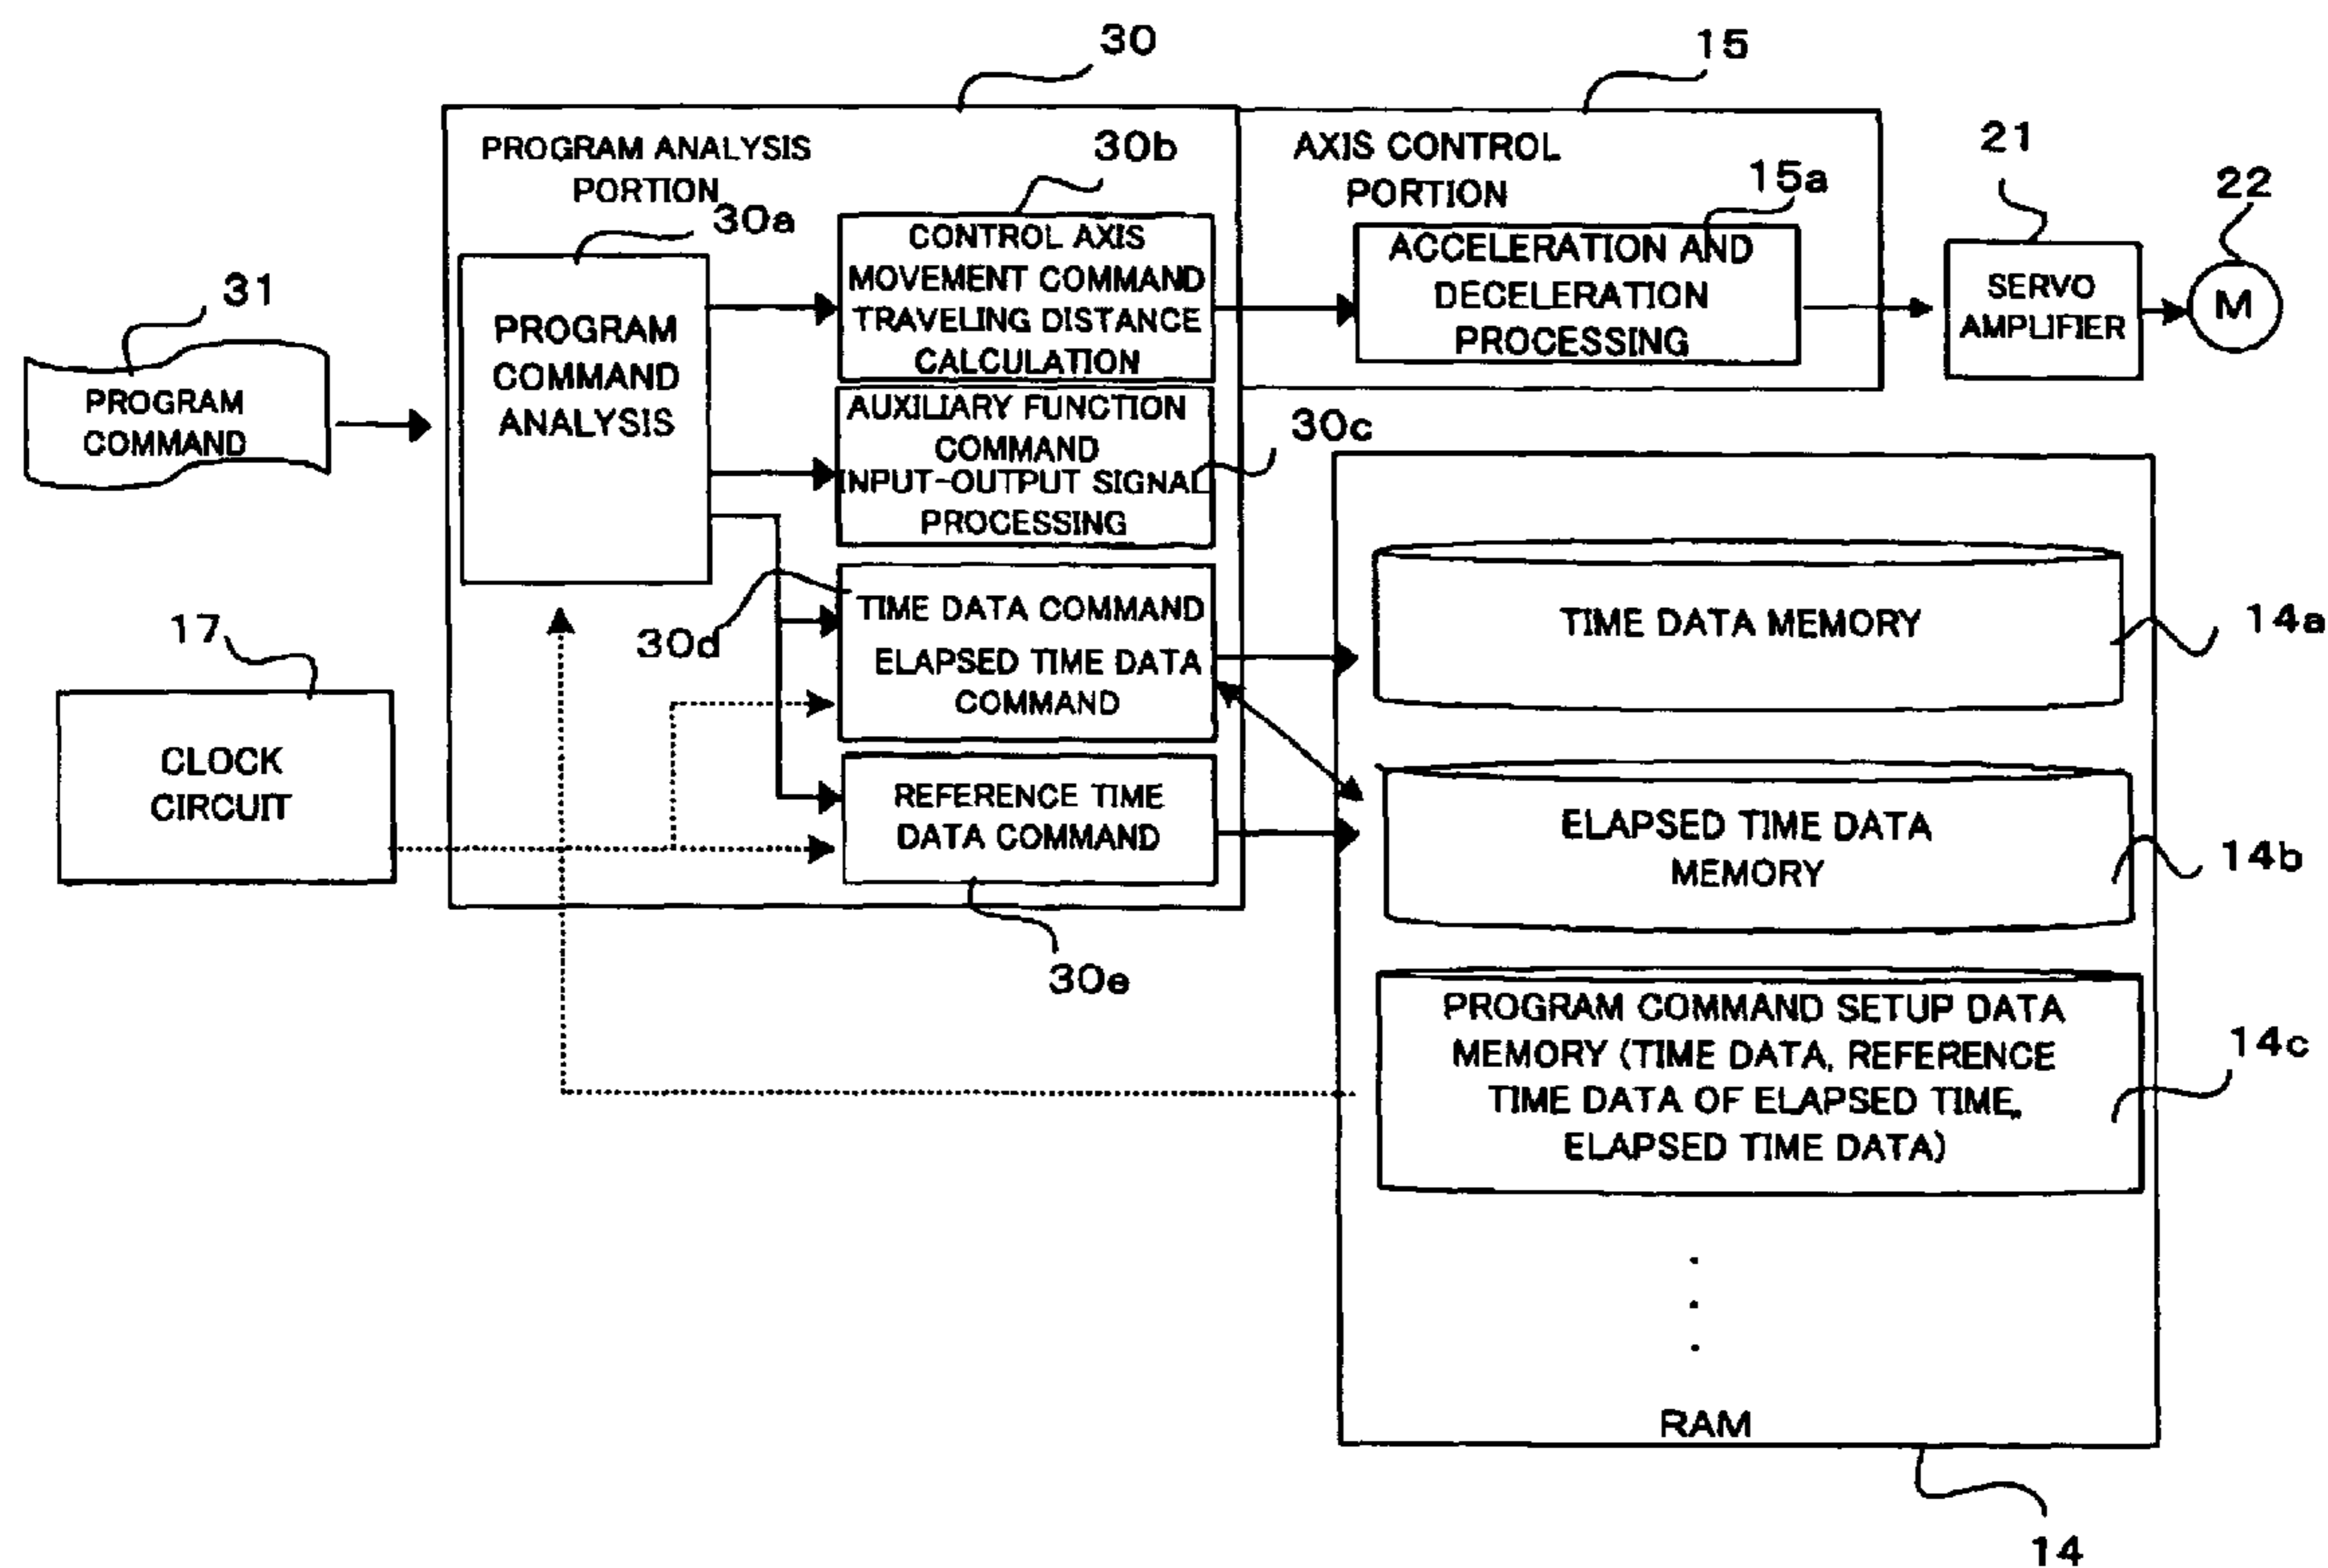 30
15
PROGRAM ANALYSIS
PORTION
30a
30b
AXIS CONTROL
PORTION
15a
21
22
31
PROGRAM
COMMAND
PROGRAM
COMMAND
ANALYSIS
CONTROL AXIS
MOVEMENT COMMAND
TRAVELING DISTANCE
CALCULATION
ACCELERATION AND
DECELERATION
PROCESSING
SERVO
AMPLIFIER
M
AUXILIARY FUNCTION
COMMAND
INPUT-OUTPUT SIGNAL
PROCESSING
30c
17
CLOCK
CIRCUIT
30d
TIME DATA COMMAND
ELAPSED TIME DATA
COMMAND
REFERENCE TIME
DATA COMMAND
30e
TIME DATA MEMORY
14a
ELAPSED TIME DATA
MEMORY
14b
PROGRAM COMMAND SETUP DATA
MEMORY (TIME DATA, REFERENCE
TIME DATA OF ELAPSED TIME,
ELAPSED TIME DATA)
14c
RAM
14